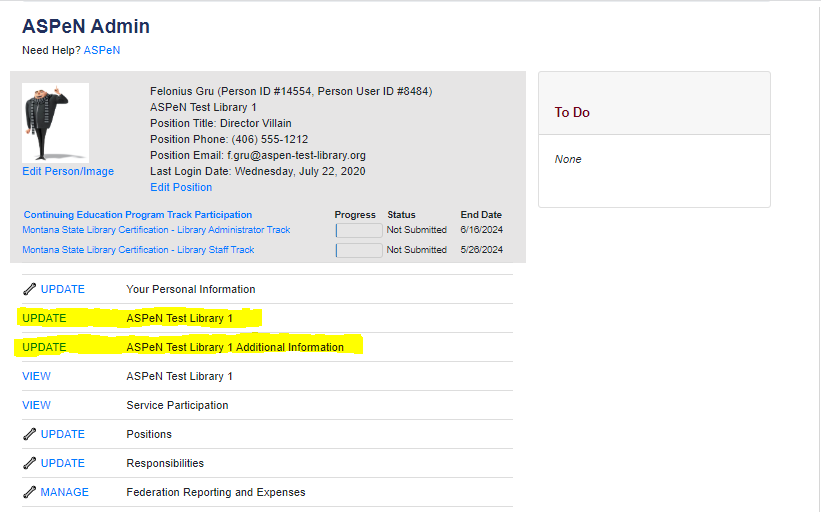 ASPeN Admin
Need Help? ASPeN
Felonius Gru (Person ID #14554, Person User ID #8484)
ASPeN Test Library 1
Position Title: Director Villain
Position Phone: (406) 555-1212
Position Email: f.gru@aspen-test-library.org
Last Login Date: Wednesday, July 22, 2020
Edit Person/Image
Edit Position
Continuing Education Program Track Participation Progress Status End Date
Montana State Library Certification - Library Administrator Track Not Submitted 6/16/2024
Montana State Library Certification - Library Staff Track Not Submitted 5/26/2024
UPDATE Your Personal Information
UPDATE ASPeN Test Library 1
UPDATE ASPeN Test Library 1 Additional Information
VIEW ASPeN Test Library 1
VIEW Service Participation
UPDATE Positions
UPDATE Responsibilities
MANAGE Federation Reporting and Expenses
To Do
None